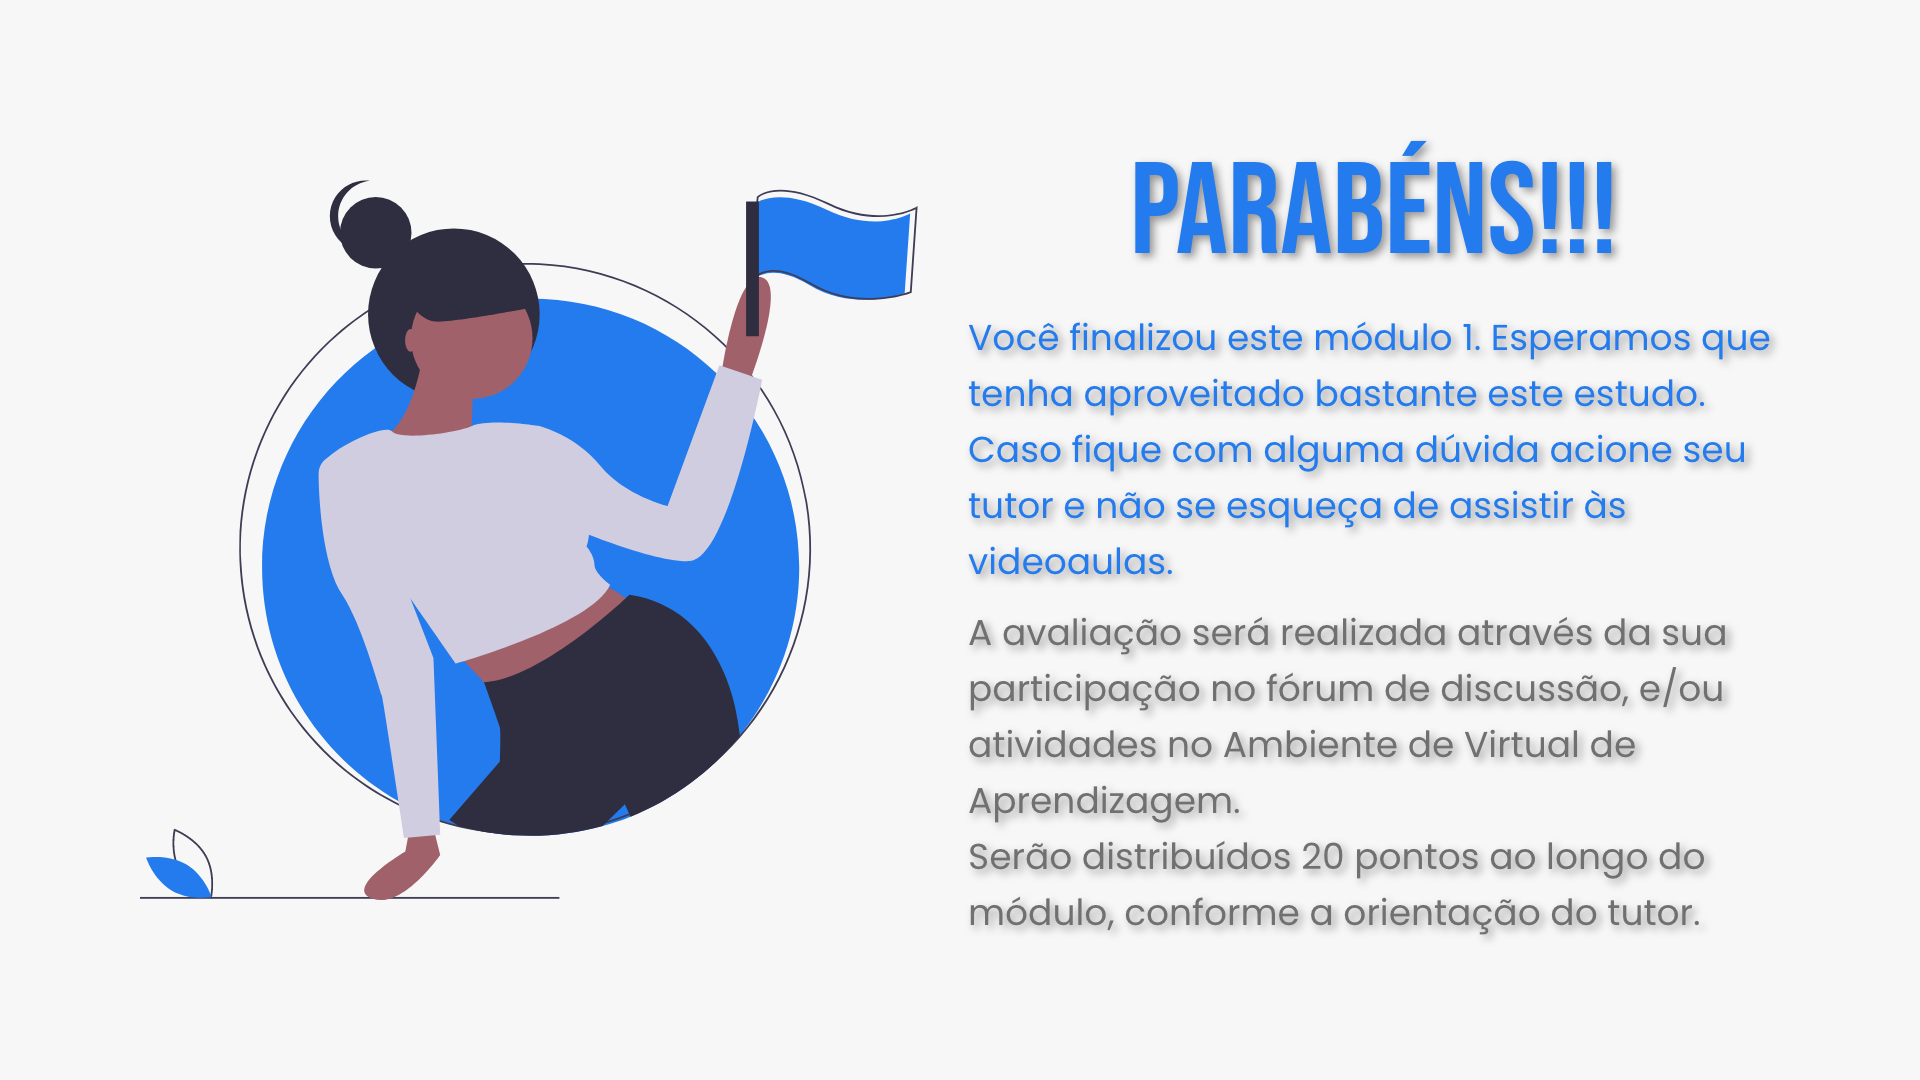 PARABÉNS!!!
Você finalizou este módulo 1. Esperamos que
tenha aproveitado bastante este estudo.
Caso fique com alguma dúvida acione seu
tutor e não se esqueça de assistir às
videoaulas.
A avaliação será realizada através da sua
participação no fórum de discussão, e/ou
atividades no Ambiente de Virtual de
Aprendizagem.
Serão distribuídos 20 pontos ao longo do
módulo, conforme a orientação do tutor.